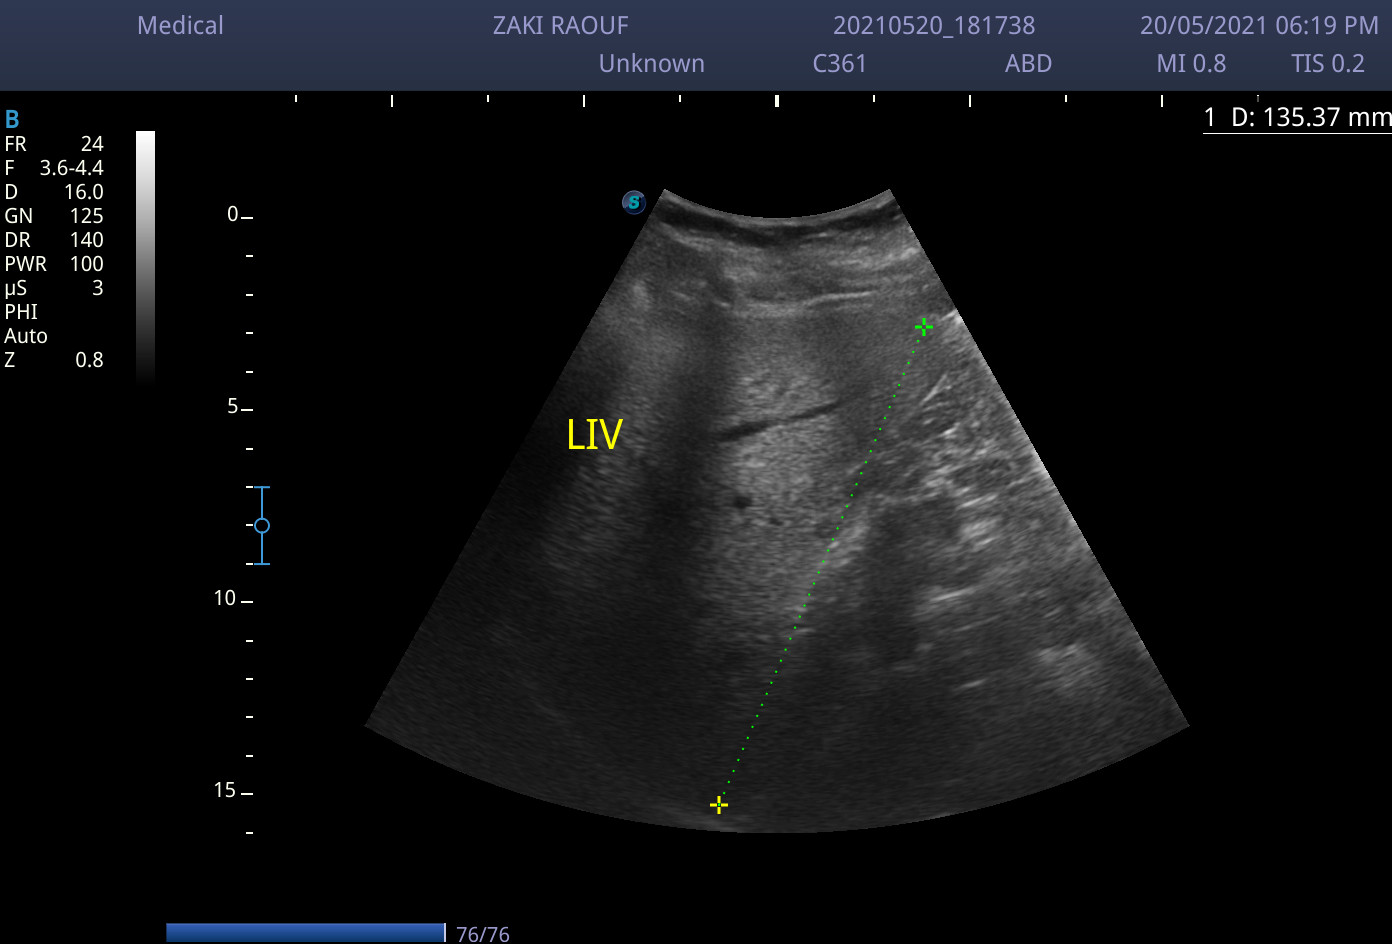 Medical ZAKI RAOUF 20210520_181738 20/05/2021 06:19 PM
Unknown C361 ABD MI 0.8 TIS 0.2
1 D: 135.37 mm
B
FR 24
F 3.6-4.4
D 16.0
GN 125
DR 140
PWR 100
µS 3
PHI
Auto
Z 0.8
S
0
5
LIV
10
15
76/76